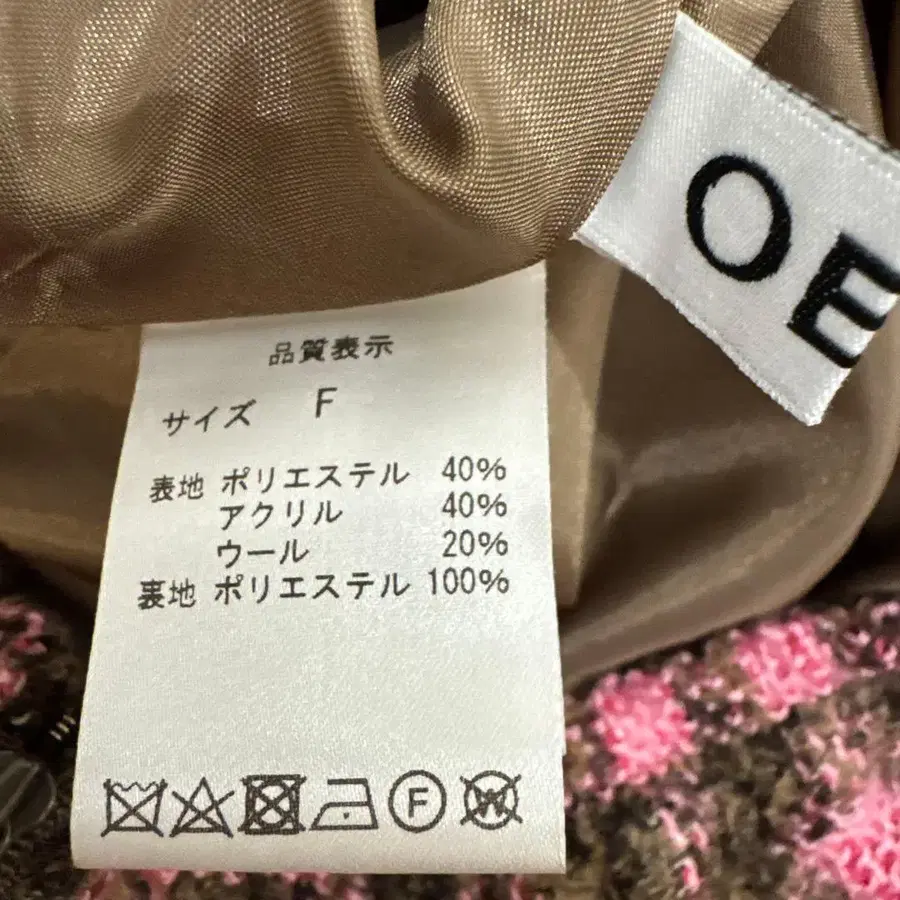 OE
品質表示
サイズ F
表地 ポリエステル 40%
アクリル 40%
ウール 20%
裏地 ポリエステル 100%
F W